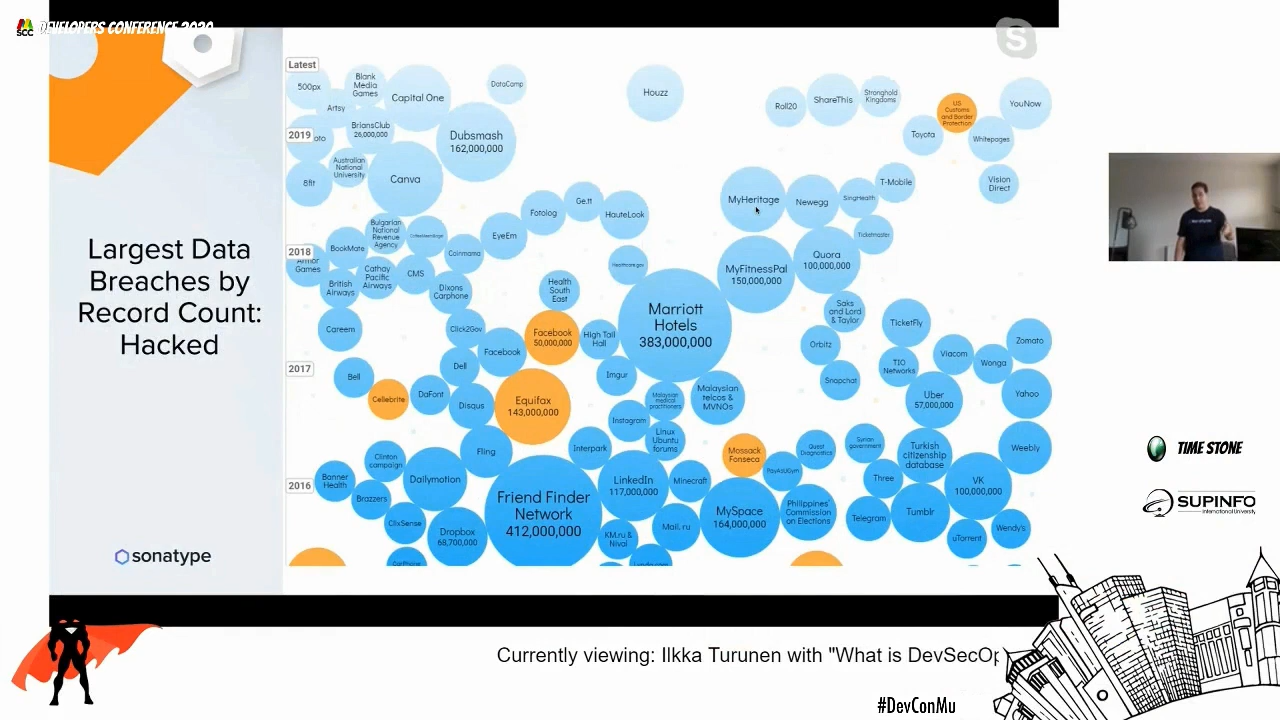 SCC DEVELOPERS CONFERENCE 2020
Largest Data
Breaches by
Record Count:
Hacked
sonatype
Latest
500px
Artsy
Blank
Media
Games
Capital One
DataCamp
Houzz
Roll20
ShareThis
Stronghold
Kingdoms
US
Customs
and Border
Protection
YouNow
2019
oto
BriansClub
26,000,000
Dubsmash
162,000,000
Toyota
Whitepages
8fit
Australian
National
University
Canva
MyHeritage
Newegg
SingHealth
T-Mobile
Vision
Direct
Fotolog
Ge.tt
HauteLook
Bulgarian
National
Revenue
Agency
EyeEm
Ticketmaster
2018
Armor
Games
BookMate
Coinmama
Healthcare.gov
MyFitnessPal
150,000,000
Quora
100,000,000
British
Airways
Cathay
Pacific
Airways
CMS
Dixons
Carphone
Health
South
East
Marriott
Hotels
383,000,000
Saks
and Lord
& Taylor
Careem
Click2Gov
Facebook
50,000,000
High Tail
Hall
Orbitz
TicketFly
Zomato
2017
Bell
Dell
Facebook
Imgur
Snapchat
TIO
Networks
Viacom
Wonga
Cellebrite
DaFont
Disqus
Equifax
143,000,000
Malaysian
medical
practitioners
Malaysian
telcos &
MVNOs
Uber
57,000,000
Yahoo
Instagram
Linux
Ubuntu
forums
Clinton
campaign
Fling
Interpark
Mossack
Fonseca
Quest
Diagnostics
Syrian
government
Turkish
citizenship
database
Weebly
2016
Banner
Health
Brazzers
Dailymotion
Friend Finder
Network
412,000,000
LinkedIn
117,000,000
Minecraft
PayAsUGym
Three
VK
100,000,000
ClixSense
Dropbox
68,700,000
KM.ru &
Nival
Mail. ru
MySpace
164,000,000
Philippines'
Commission
on Elections
Telegram
Tumblr
uTorrent
Wendy's
CarPhone
Lynda.com
TIME STONE
SUPINFO
International University
Currently viewing: Ilkka Turunen with "What is DevSecOp
#DevConMu